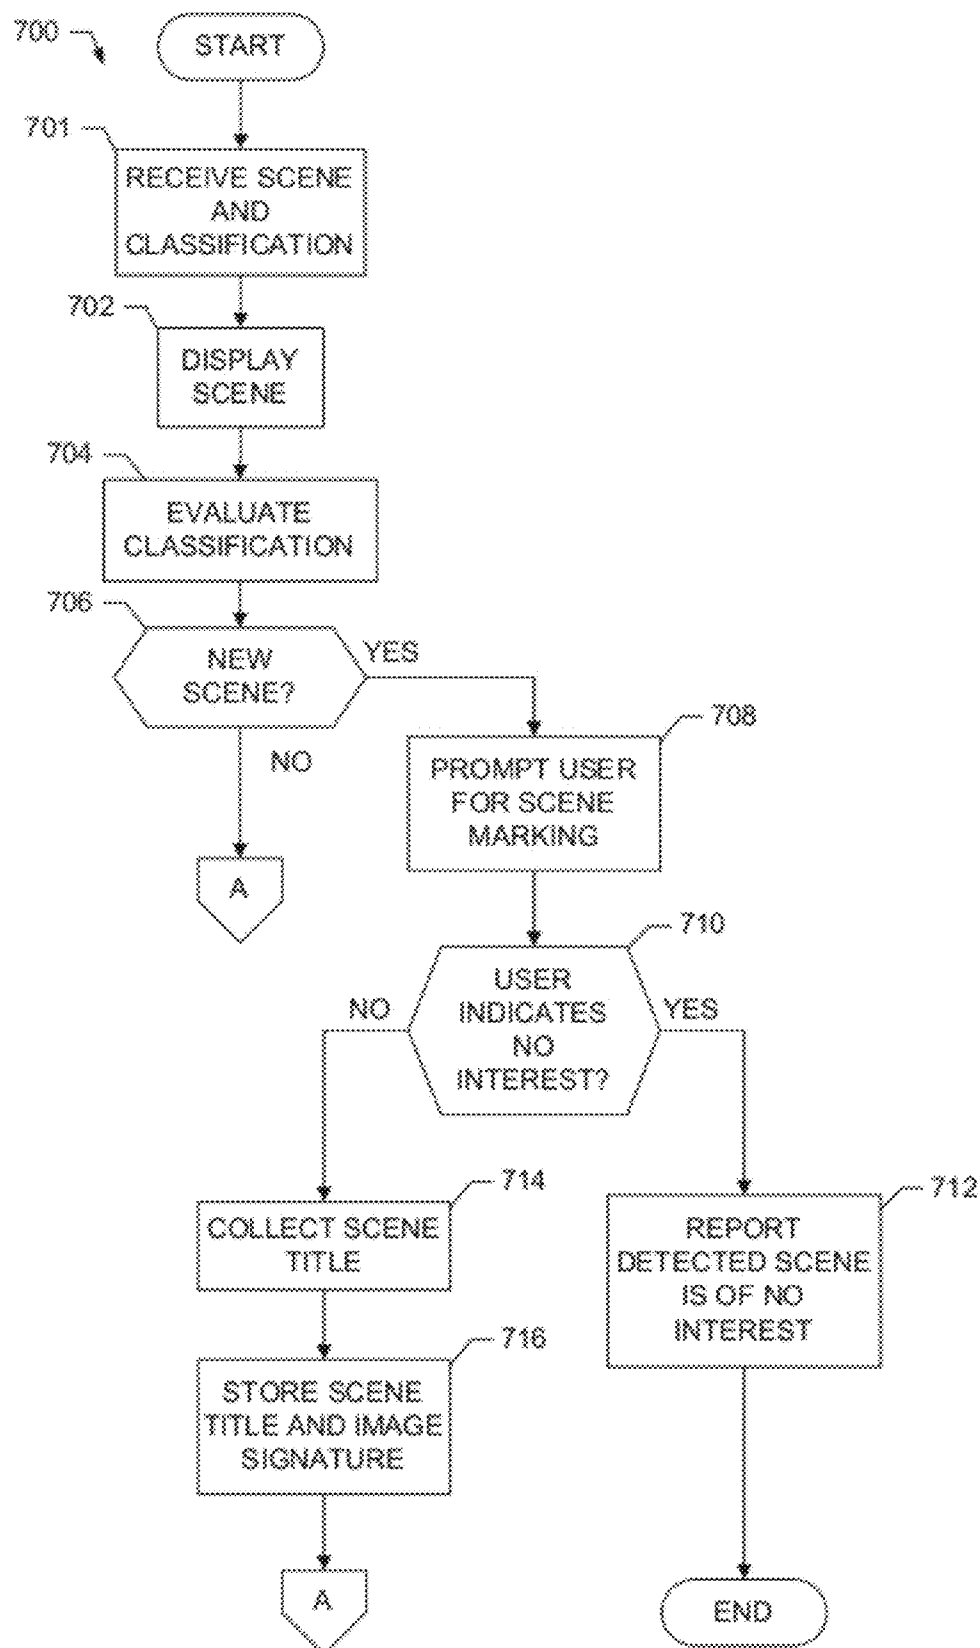 700
START
701
RECEIVE SCENE
AND
CLASSIFICATION
702
DISPLAY
SCENE
704
EVALUATE
CLASSIFICATION
706
NEW
SCENE?
YES
NO
708
PROMPT USER
FOR SCENE
MARKING
A
710
USER
INDICATES
NO
INTEREST?
NO
YES
714
COLLECT SCENE
TITLE
712
REPORT
DETECTED SCENE
IS OF NO
INTEREST
716
STORE SCENE
TITLE AND IMAGE
SIGNATURE
A
END